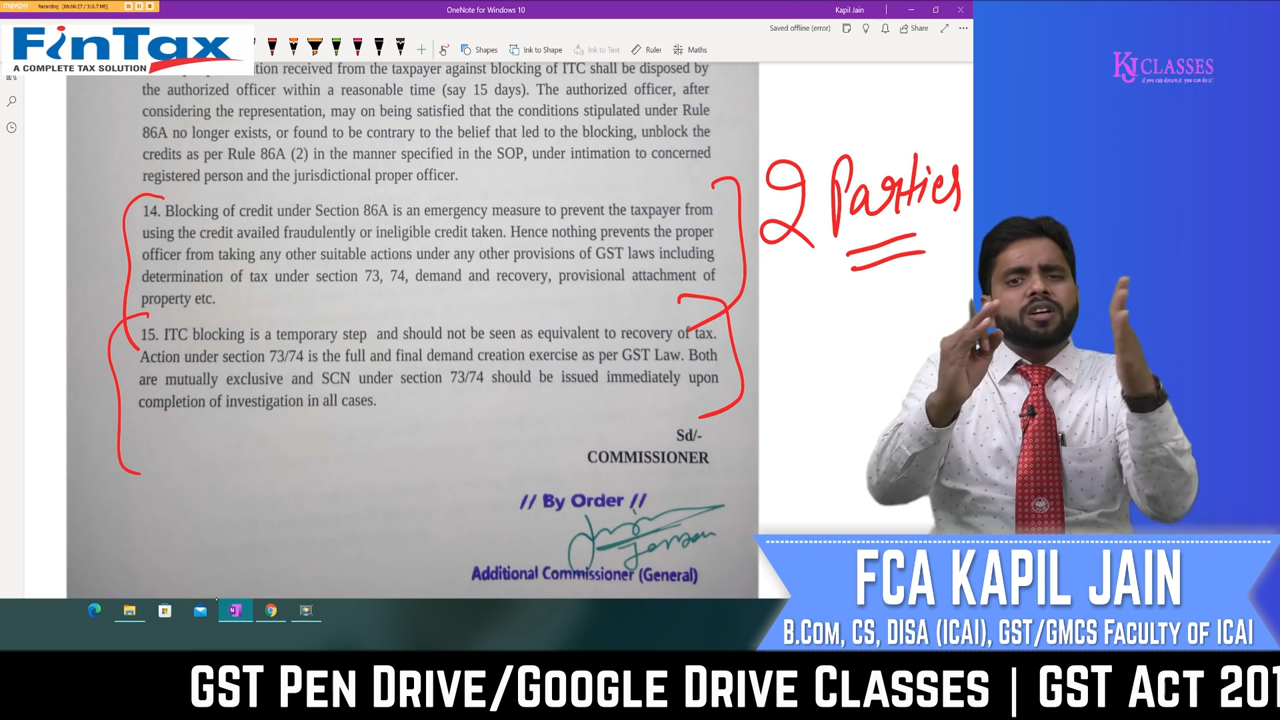 movavi
Recording
OneNote for Windows 10
Kapil Jain
FinTax
A COMPLETE TAX SOLUTION
Shapes
Ink to Shape
Ink to Text
Ruler
Maths
Saved offline (error)
Share
KJ CLASSES
if you can dream it you can do it!
received from the taxpayer against blocking of ITC shall be disposed by
the authorized officer within a reasonable time (say 15 days). The authorized officer, after
considering the representation, may on being satisfied that the conditions stipulated under Rule
86A no longer exists, or found to be contrary to the belief that led to the blocking, unblock the
credits as per Rule 86A (2) in the manner specified in the SOP, under intimation to concerned
registered person and the jurisdictional proper officer.
14. Blocking of credit under Section 86A is an emergency measure to prevent the taxpayer from
using the credit availed fraudulently or ineligible credit taken. Hence nothing prevents the proper
officer from taking any other suitable actions under any other provisions of GST laws including
determination of tax under section 73, 74, demand and recovery, provisional attachment of
property etc.
15. ITC blocking is a temporary step and should not be seen as equivalent to recovery of tax.
Action under section 73/74 is the full and final demand creation exercise as per GST Law. Both
are mutually exclusive and SCN under section 73/74 should be issued immediately upon
completion of investigation in all cases.
Sd/-
COMMISSIONER
// By Order //
Additional Commissioner (General)
2 Parties
FCA KAPIL JAIN
B.COM, CS, DISA (ICAI), GST/GMCS FACULTY OF ICAI
GST PEN DRIVE/GOOGLE DRIVE CLASSES | GST ACT 201